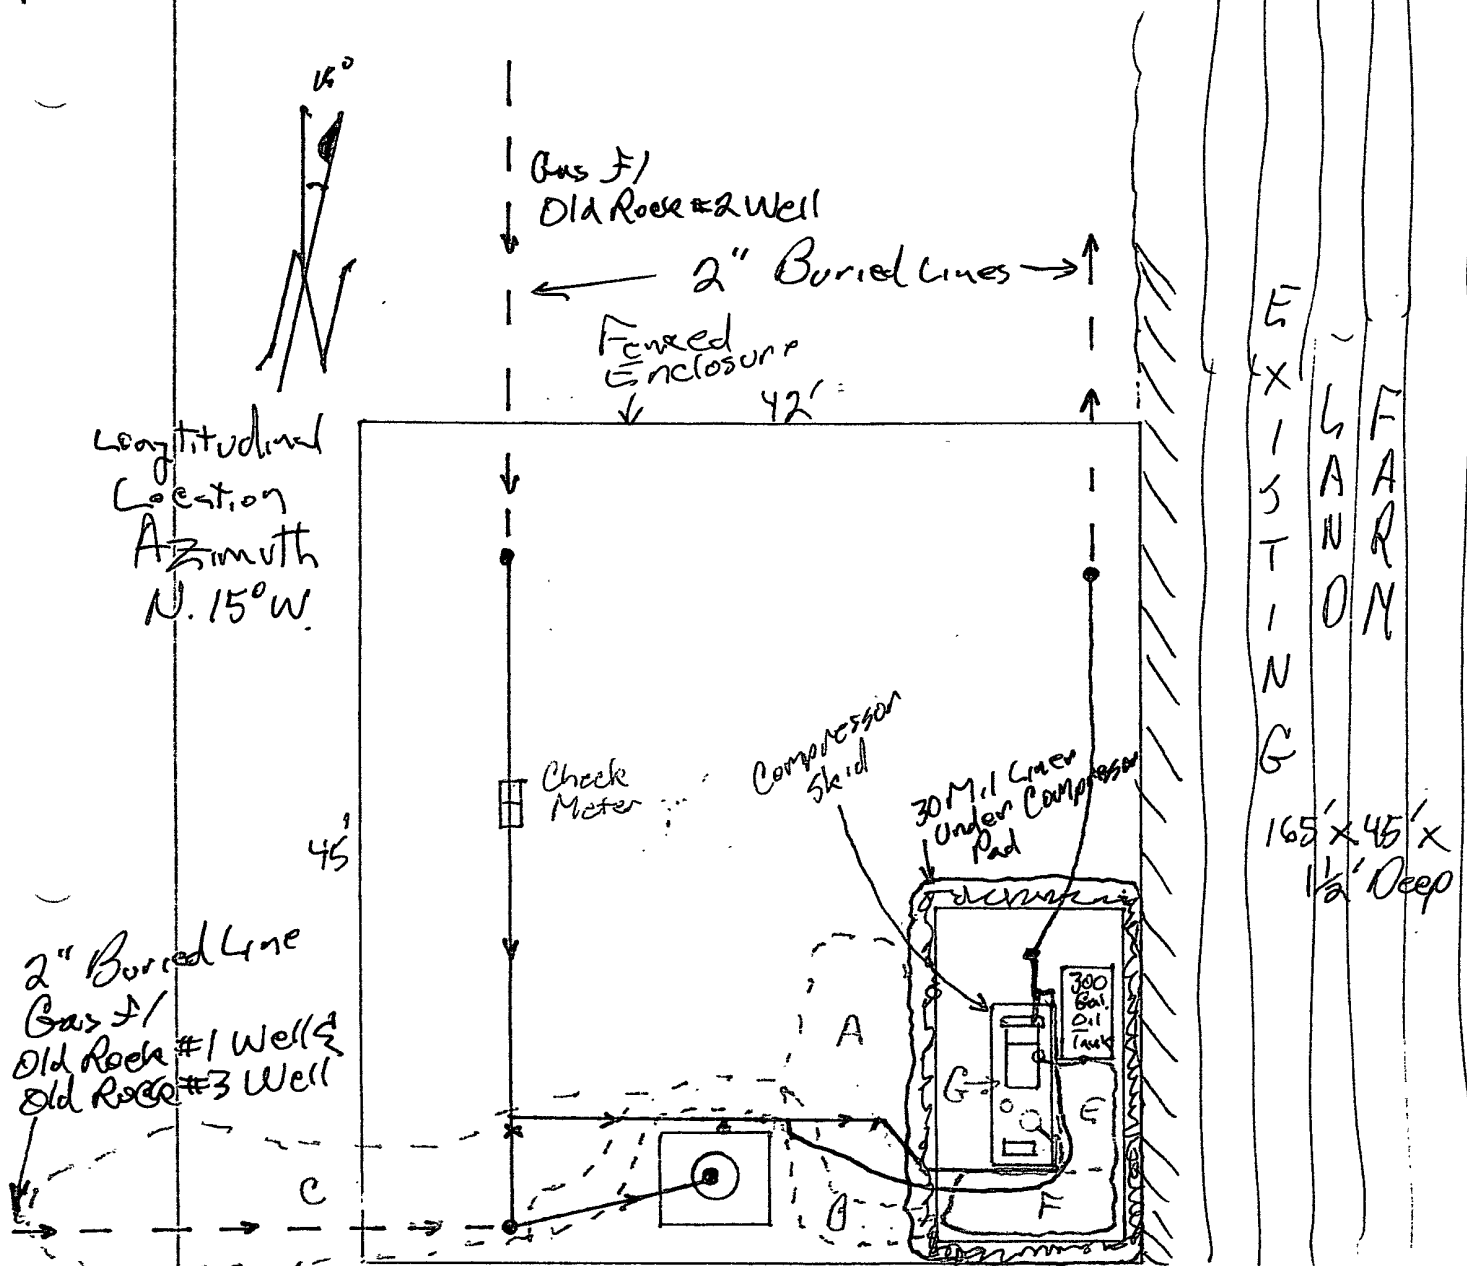 15°
Gas F/
Old Rock #2 Well
2" Buried Lines
Fenced
Enclosure
42'
Longtitudinal
Location
Azimuth
N. 15° W.
EXISTING
LAND
FARM
165' x 45' x
1 1/2' Deep
Compressor
Skid
Check
Meter
30 Mil Liner
Under Compressor
Pad
45'
2" Buried Line
Gas F/
Old Rock #1 Well &
Old Rock #3 Well
300
Gal.
Oil
Tank
A
G
E
C
B
F